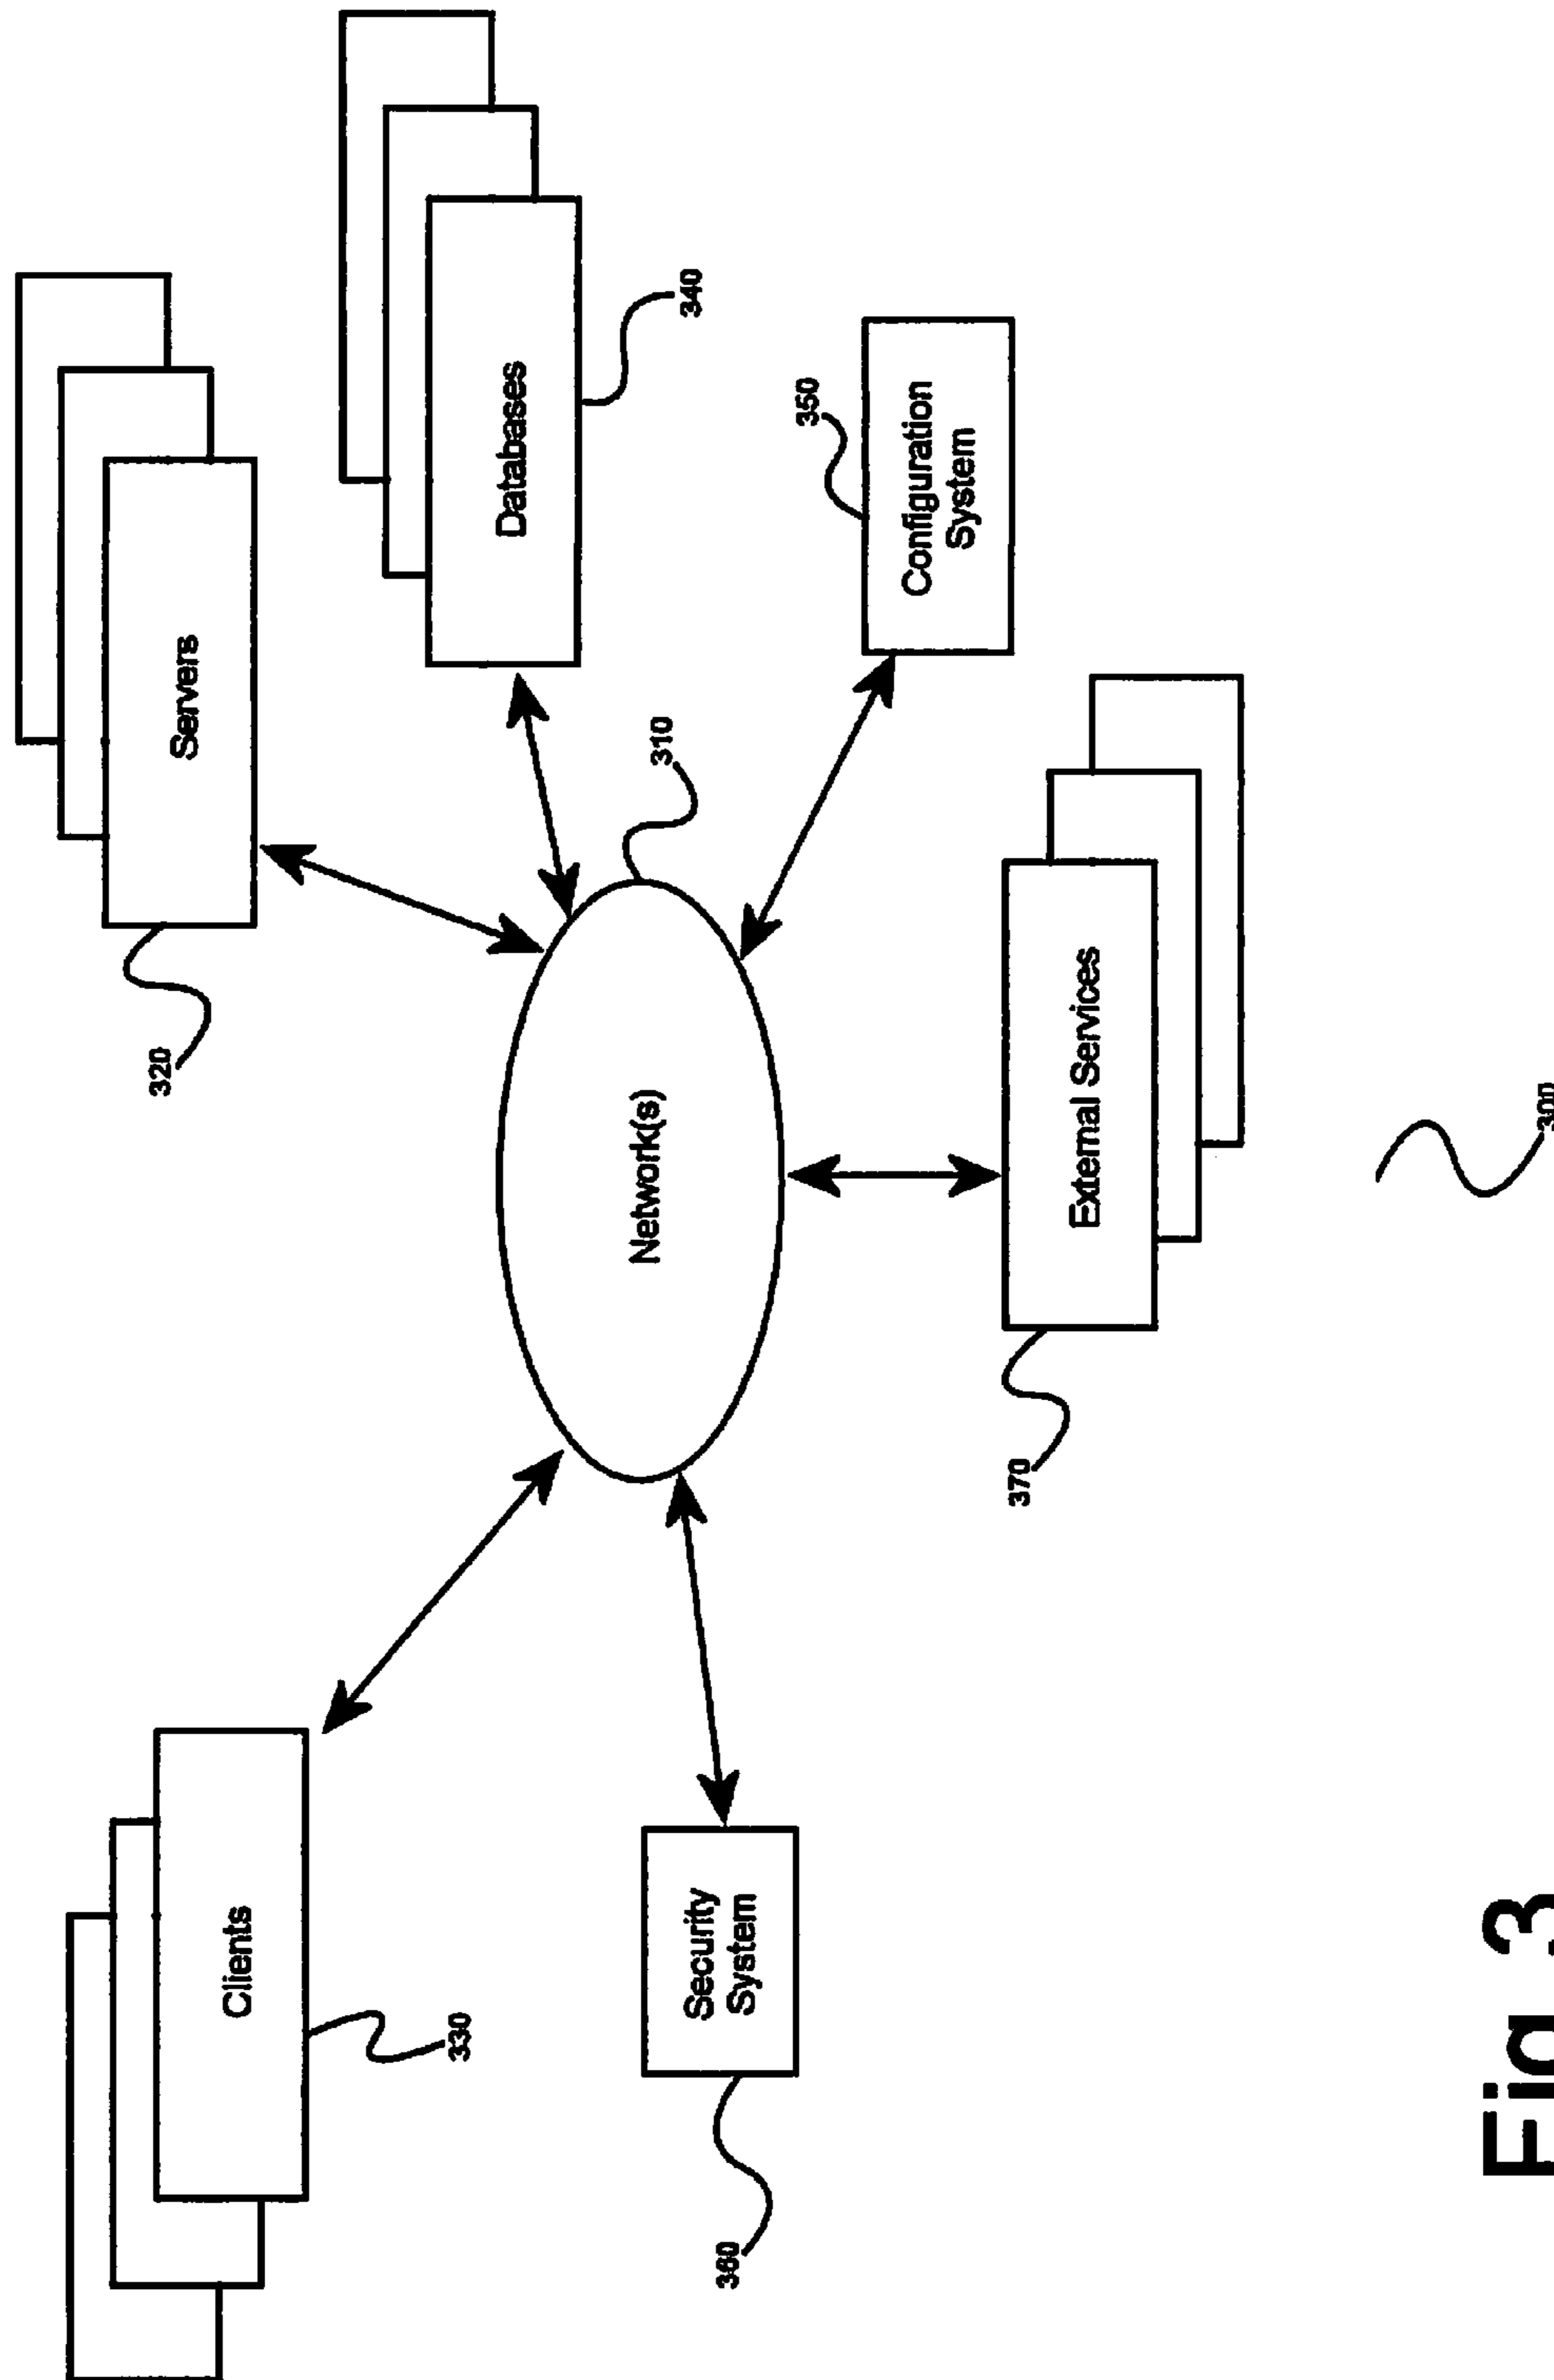 320
Servers
Clients
330
Databases
340
Network(s)
310
Security
System
360
350
Configuration
System
370
External Services
300
Fig. 3